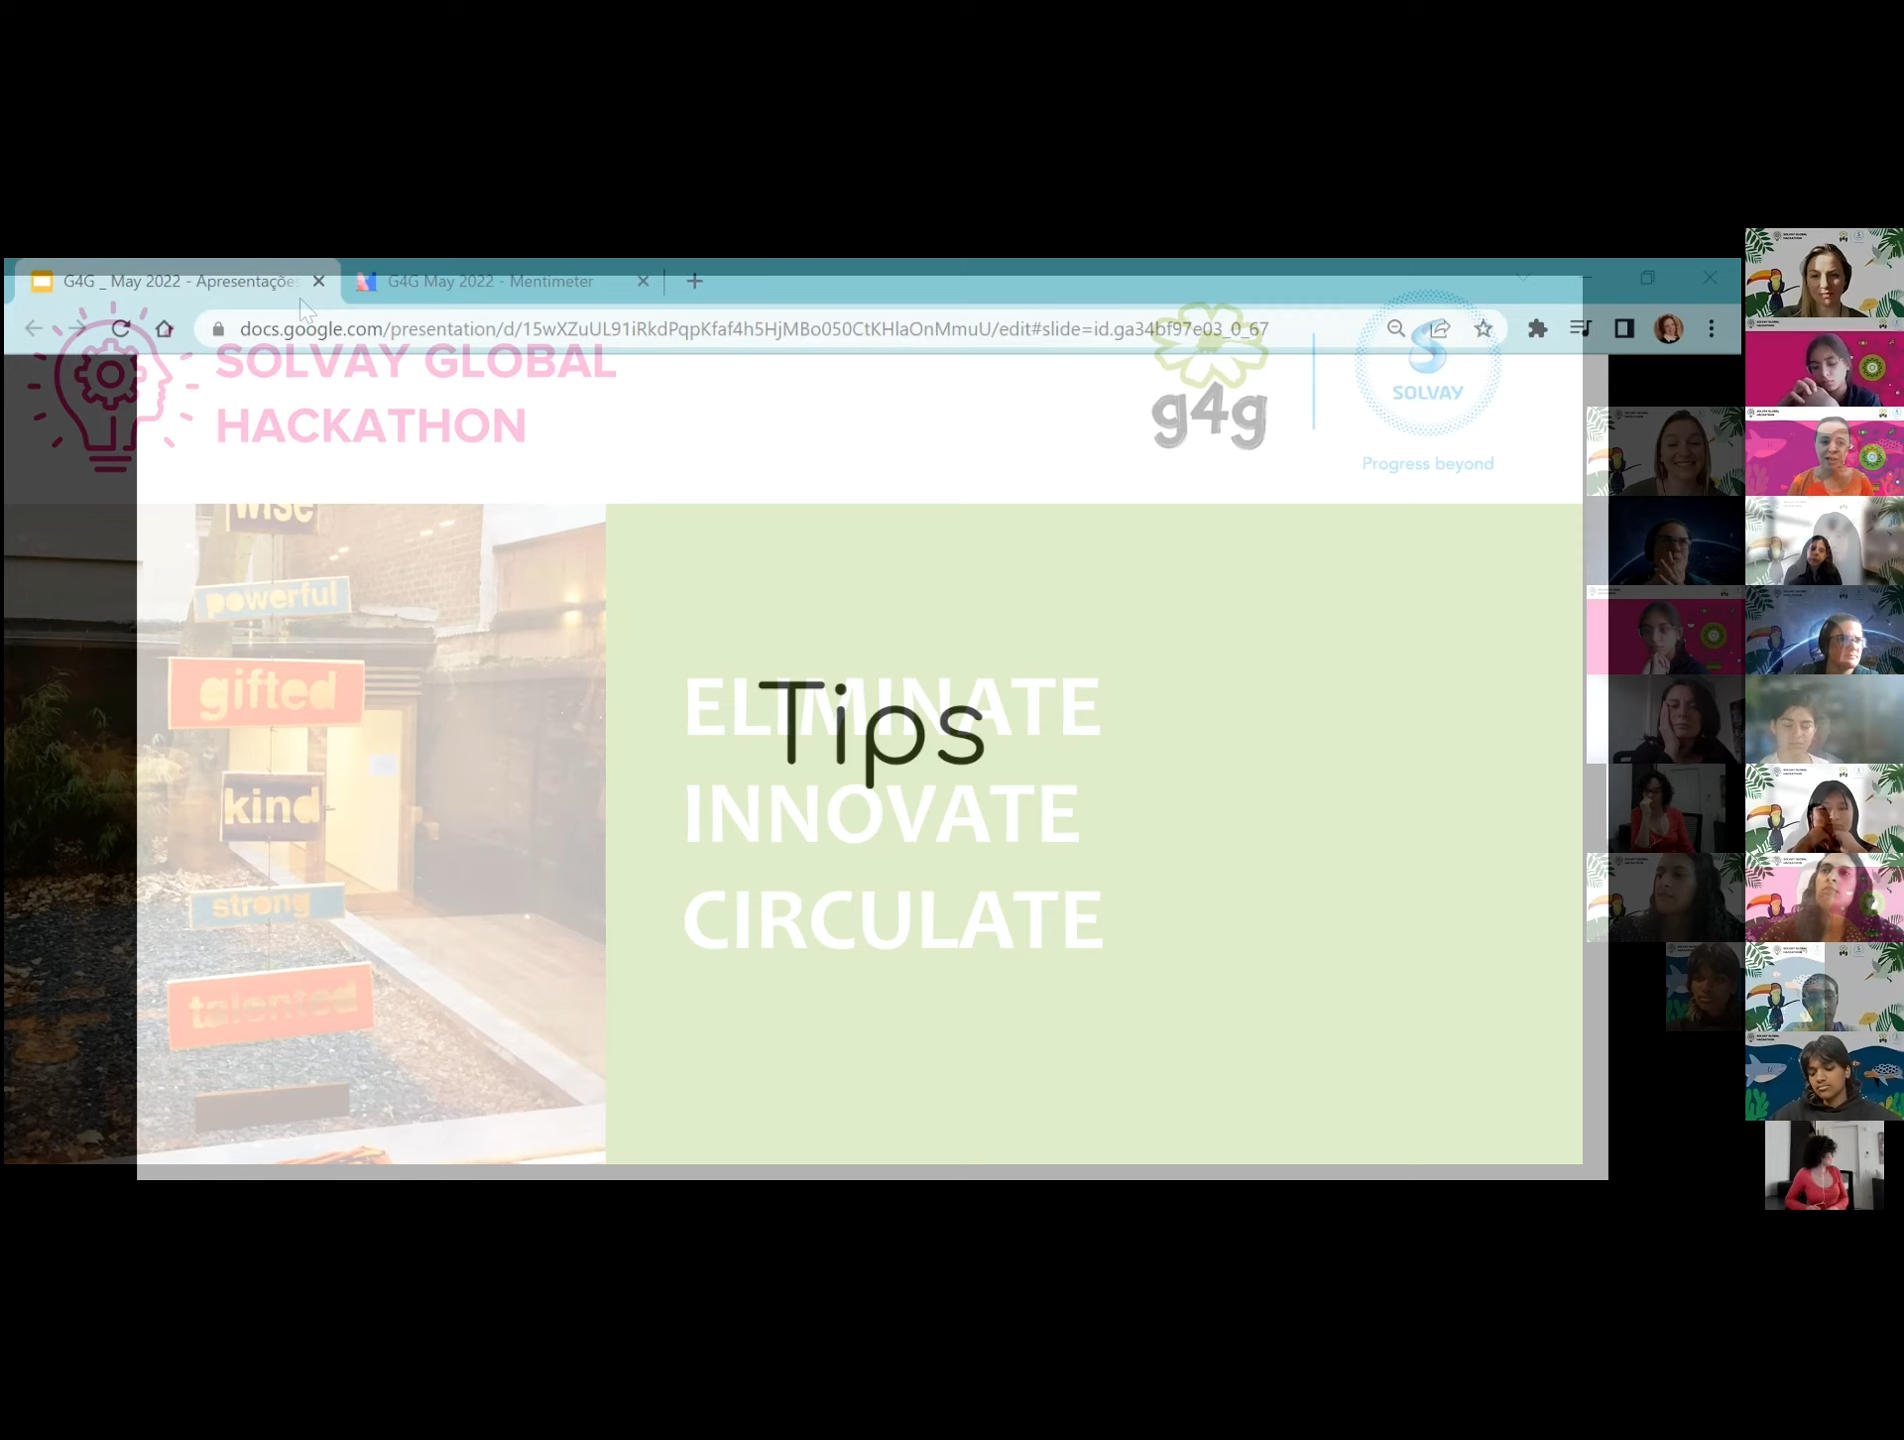 G4G _ May 2022 - Apresentações
G4G May 2022 - Mentimeter
docs.google.com/presentation/d/15wXZuUL91iRkdPqpKfaf4h5HjMBo050CtKHlaOnMmuU/edit#slide=id.ga34bf97e03_0_67
SOLVAY GLOBAL
HACKATHON
g4g
SOLVAY
Progress beyond
wise
powerful
gifted
kind
strong
talented
Tips
ELIMINATE
INNOVATE
CIRCULATE